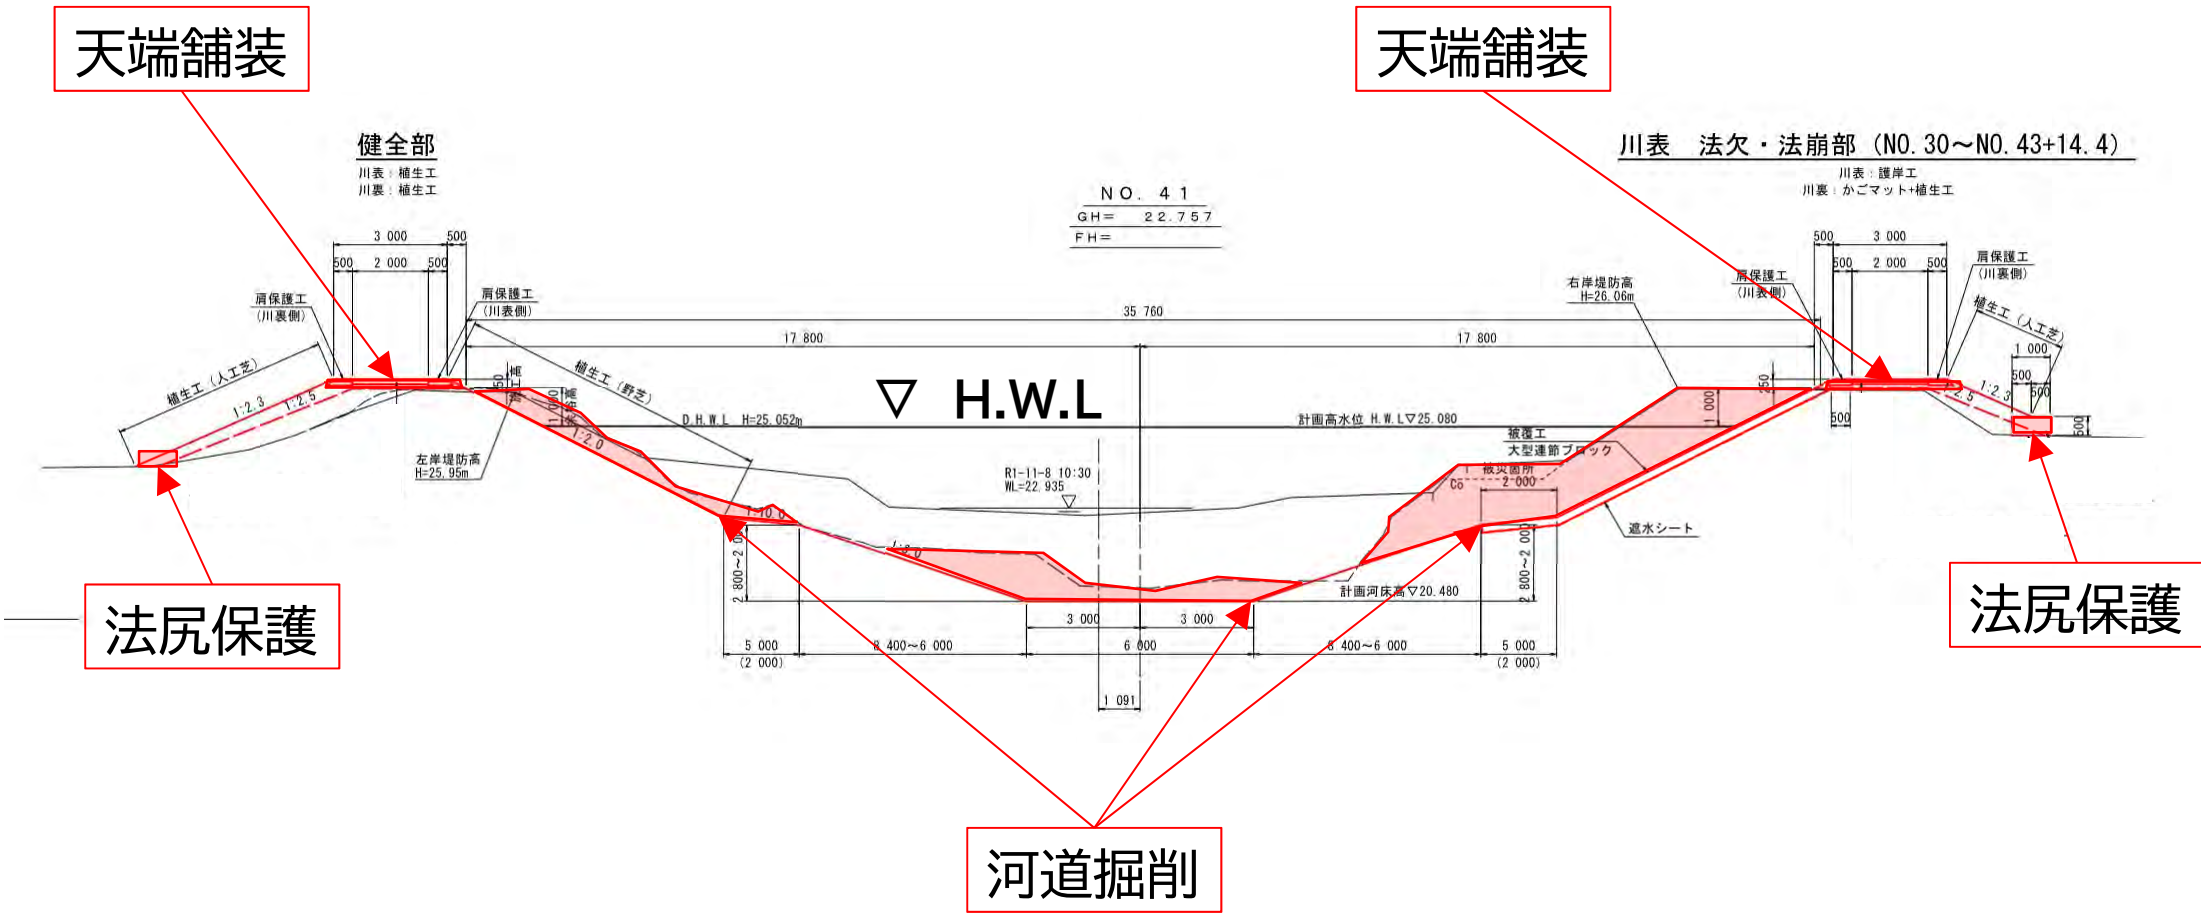 天端舗装
天端舗装
健全部
川表：植生工
川裏：植生工
川表　法欠・法崩部（NO.30～NO.43+14.4）
川表：護岸工
川裏：かごマット+植生工
NO. 41
GH=　22.757
FH=
3 000
500
500
2 000
500
肩保護工
（川裏側）
肩保護工
（川表側）
植生工（人工芝）
1:2.3
1:2.5
植生工（野芝）
35 760
17 800
17 800
500
3 000
500
2 000
500
肩保護工
（川表側）
肩保護工
（川裏側）
植生工（人工芝）
右岸堤防高
H=26.06m
1 000
500
500
500
1:2.3
250
1 000
500
▽ H.W.L
D.H.W.L　H=25.052m
計画高水位 H.W.L▽25.080
1:2.0
左岸堤防高
H=25.95m
R1-11-8 10:30
WL=22.935
被覆工
大型連節ブロック
被災箇所
Co
2 000
遮水シート
1:10.0
計画河床高▽20.480
2 800～2 000
3 000
3 000
5 000
(2 000)
8 400～6 000
6 000
8 400～6 000
5 000
(2 000)
1 091
法尻保護
法尻保護
河道掘削